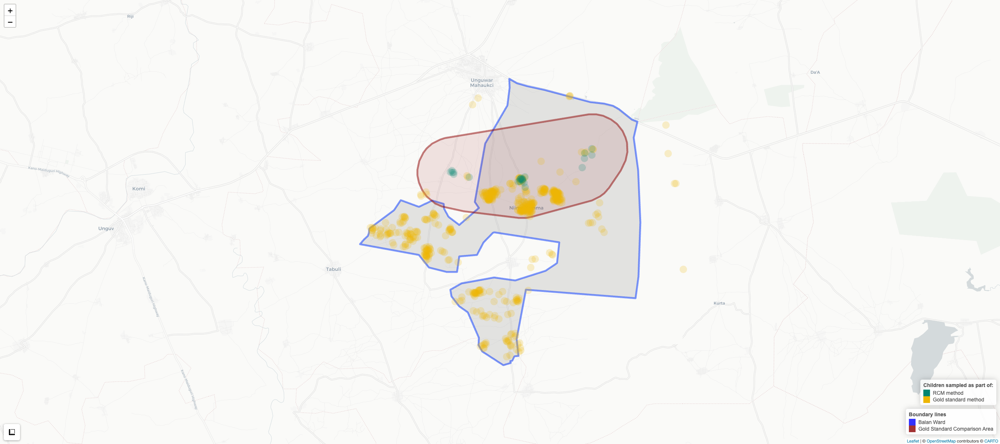 +
−
Riji
Da'A
Unguwar
Mahaukci
Kano-Maiduguri Highway
Komi
Unguv
Tabuli
Kano-Maiduguri Highway
Kurta
Kano-Maiduguri Highway
Children sampled as part of:
RCM method
Gold standard method
Boundary lines
Balan Ward
Gold Standard Comparison Area
Leaflet | © OpenStreetMap contributors © CARTO